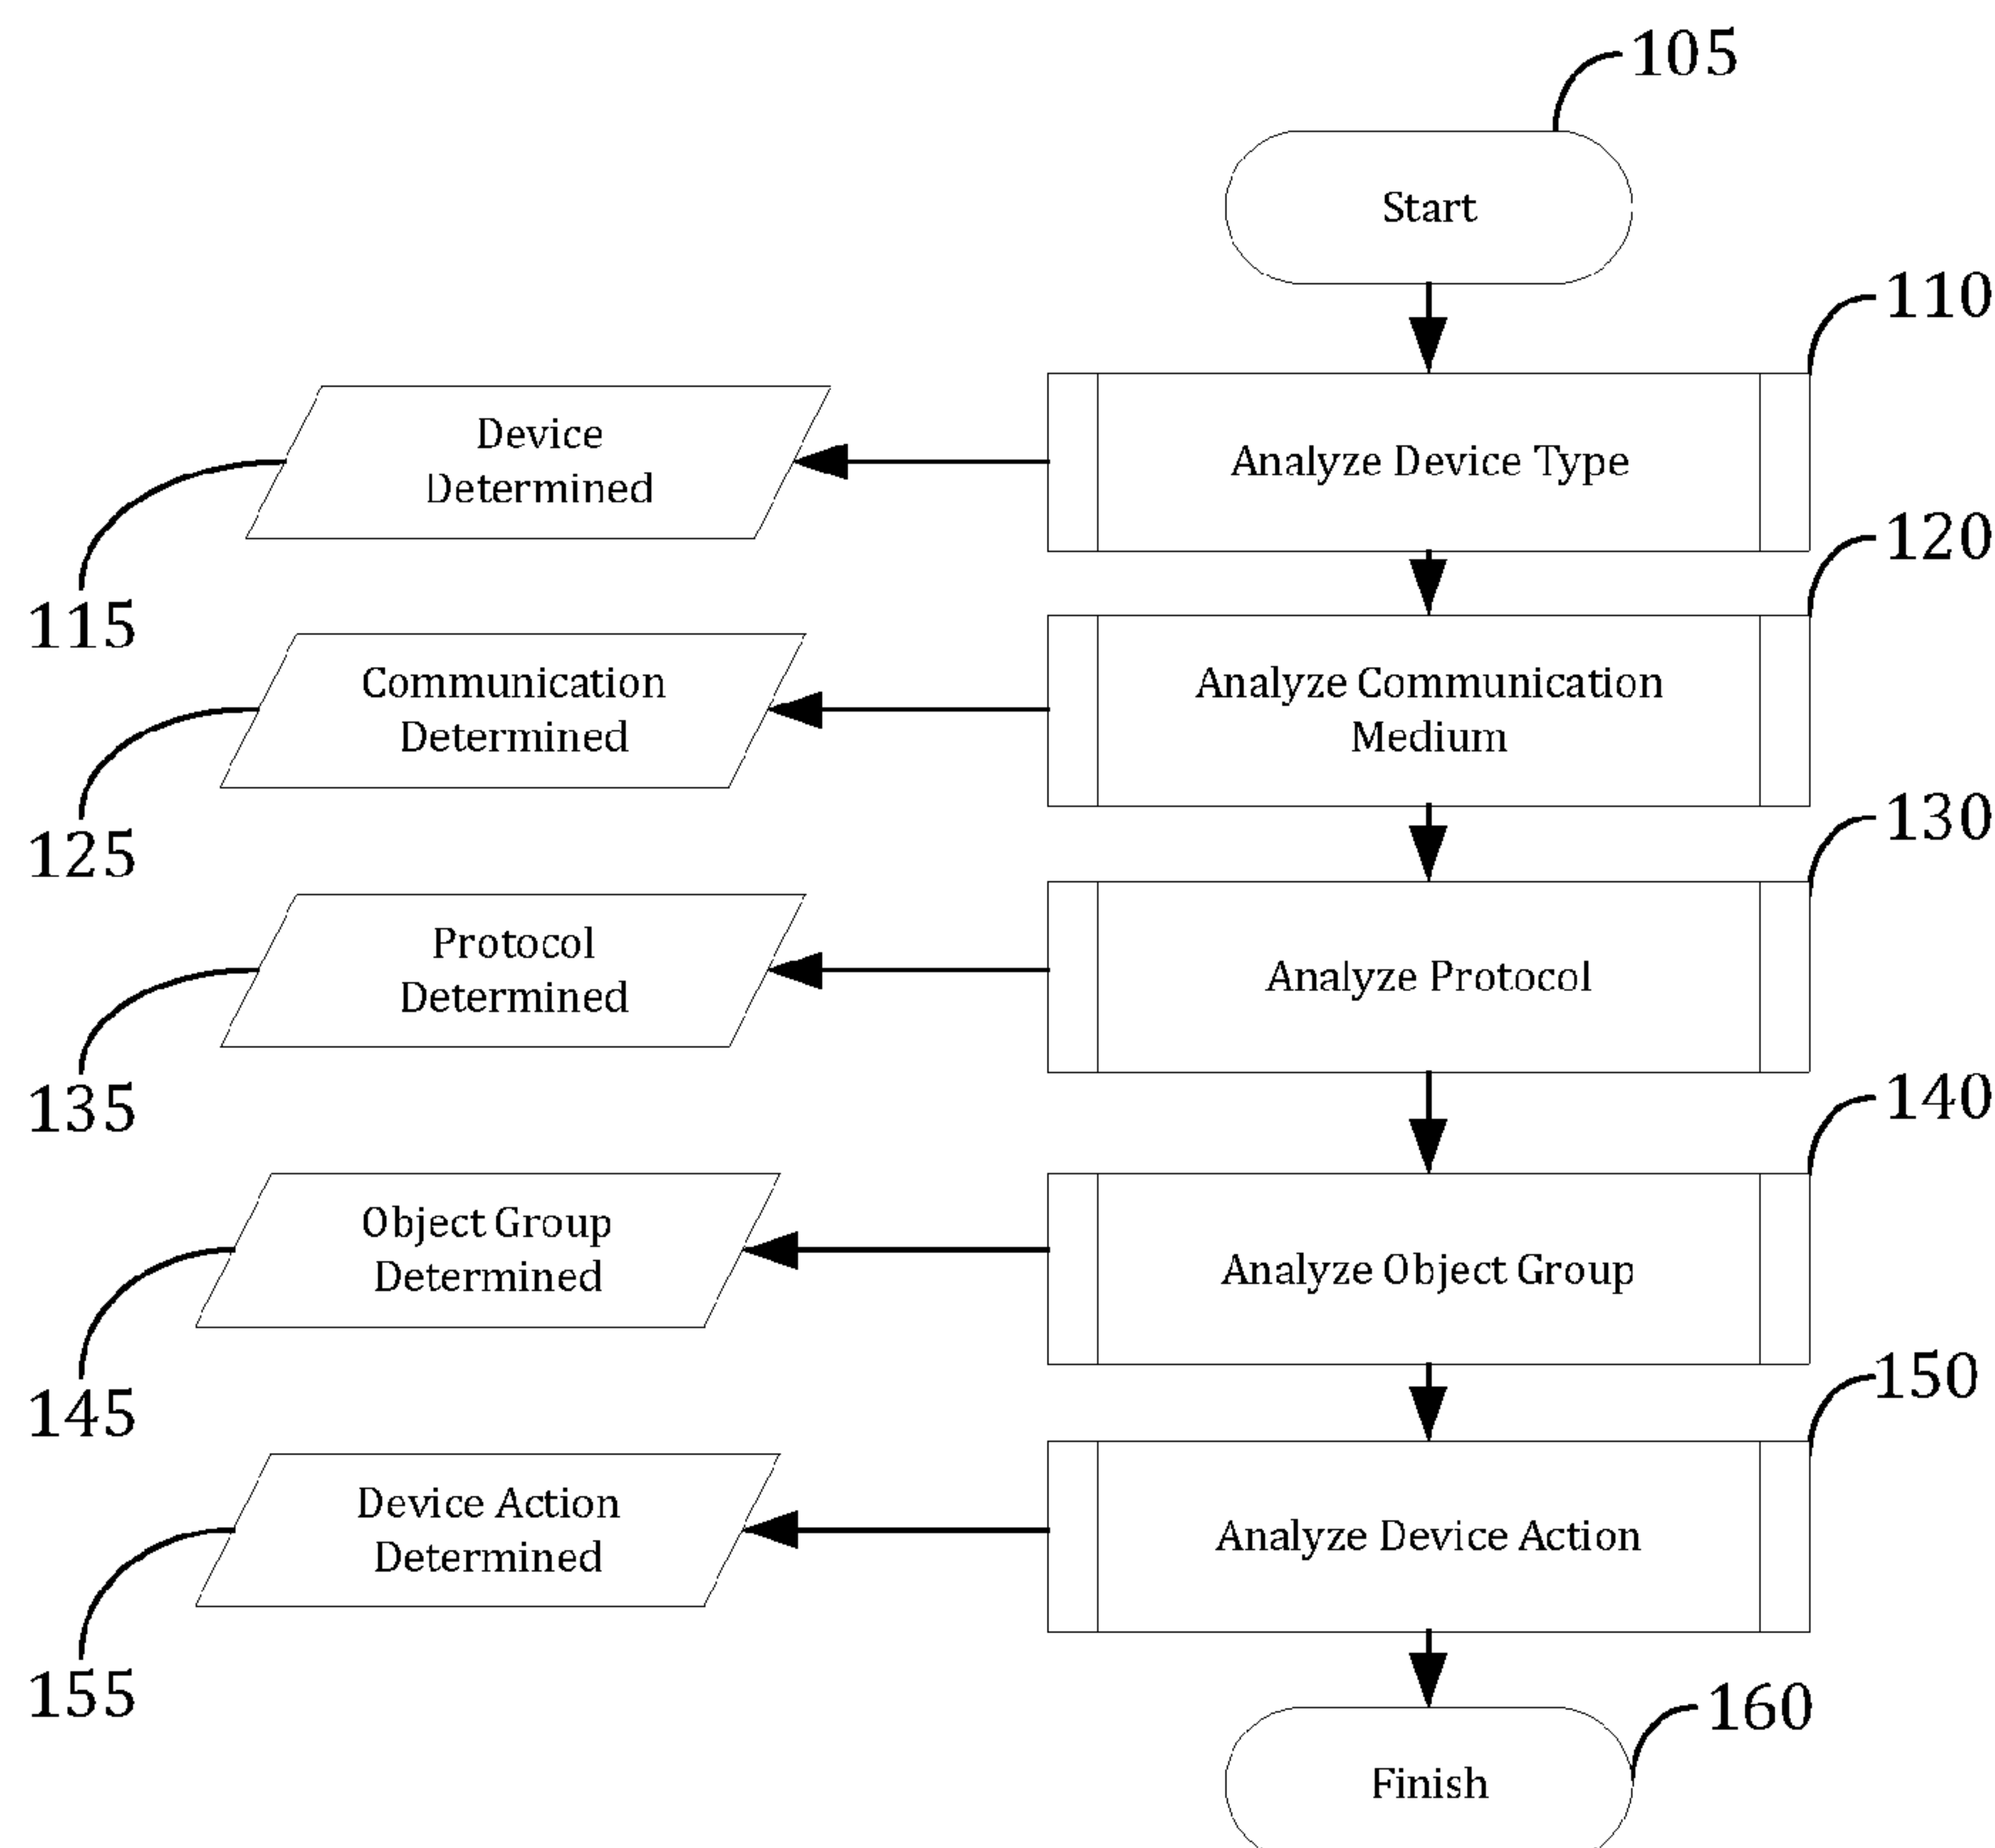 105
Start
110
Device
Determined
Analyze Device Type
115
120
Communication
Determined
Analyze Communication
Medium
125
130
Protocol
Determined
Analyze Protocol
135
140
Object Group
Determined
Analyze Object Group
145
150
Device Action
Determined
Analyze Device Action
155
160
Finish